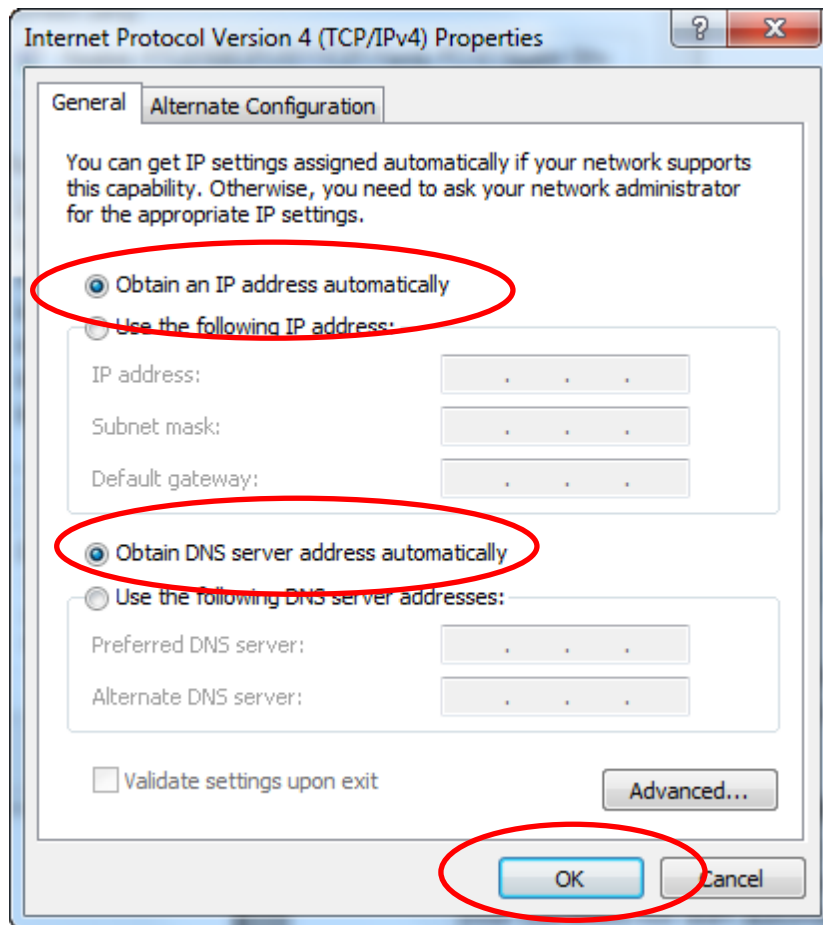 Internet Protocol Version 4 (TCP/IPv4) Properties
General
Alternate Configuration
You can get IP settings assigned automatically if your network supports
this capability. Otherwise, you need to ask your network administrator
for the appropriate IP settings.
Obtain an IP address automatically
Use the following IP address:
IP address:
Subnet mask:
Default gateway:
Obtain DNS server address automatically
Use the following DNS server addresses:
Preferred DNS server:
Alternate DNS server:
Validate settings upon exit
Advanced...
OK
Cancel